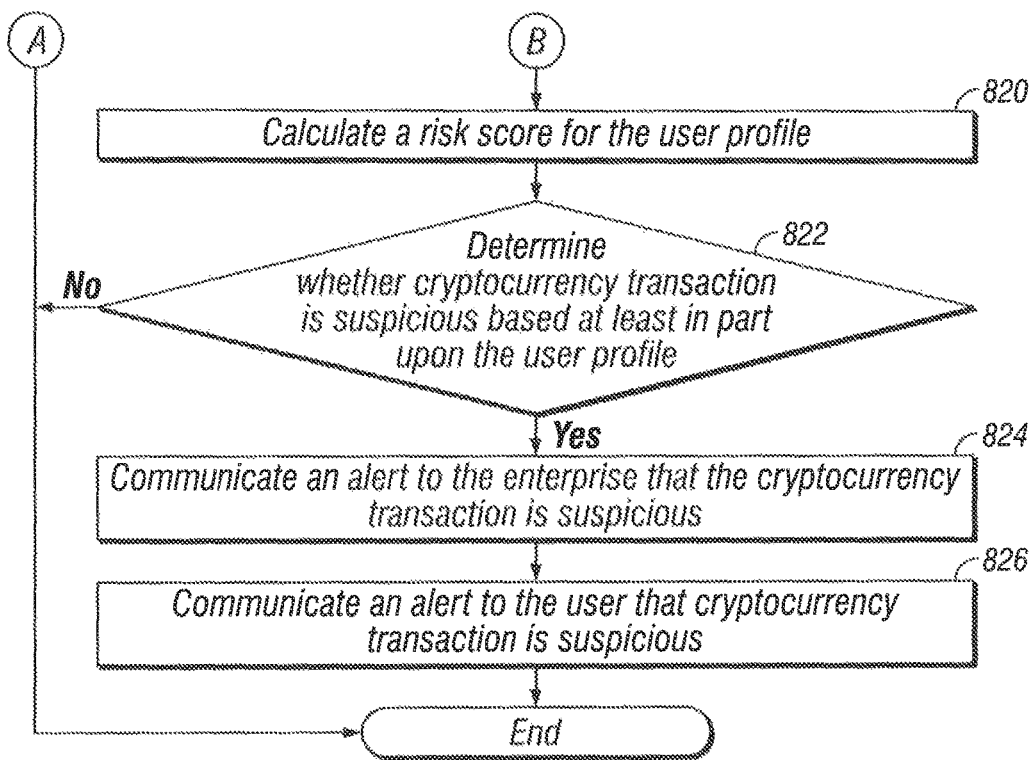 A
B
820
Calculate a risk score for the user profile
822
Determine
whether cryptocurrency transaction
is suspicious based at least in part
upon the user profile
No
Yes
824
Communicate an alert to the enterprise that the cryptocurrency
transaction is suspicious
826
Communicate an alert to the user that cryptocurrency
transaction is suspicious
End